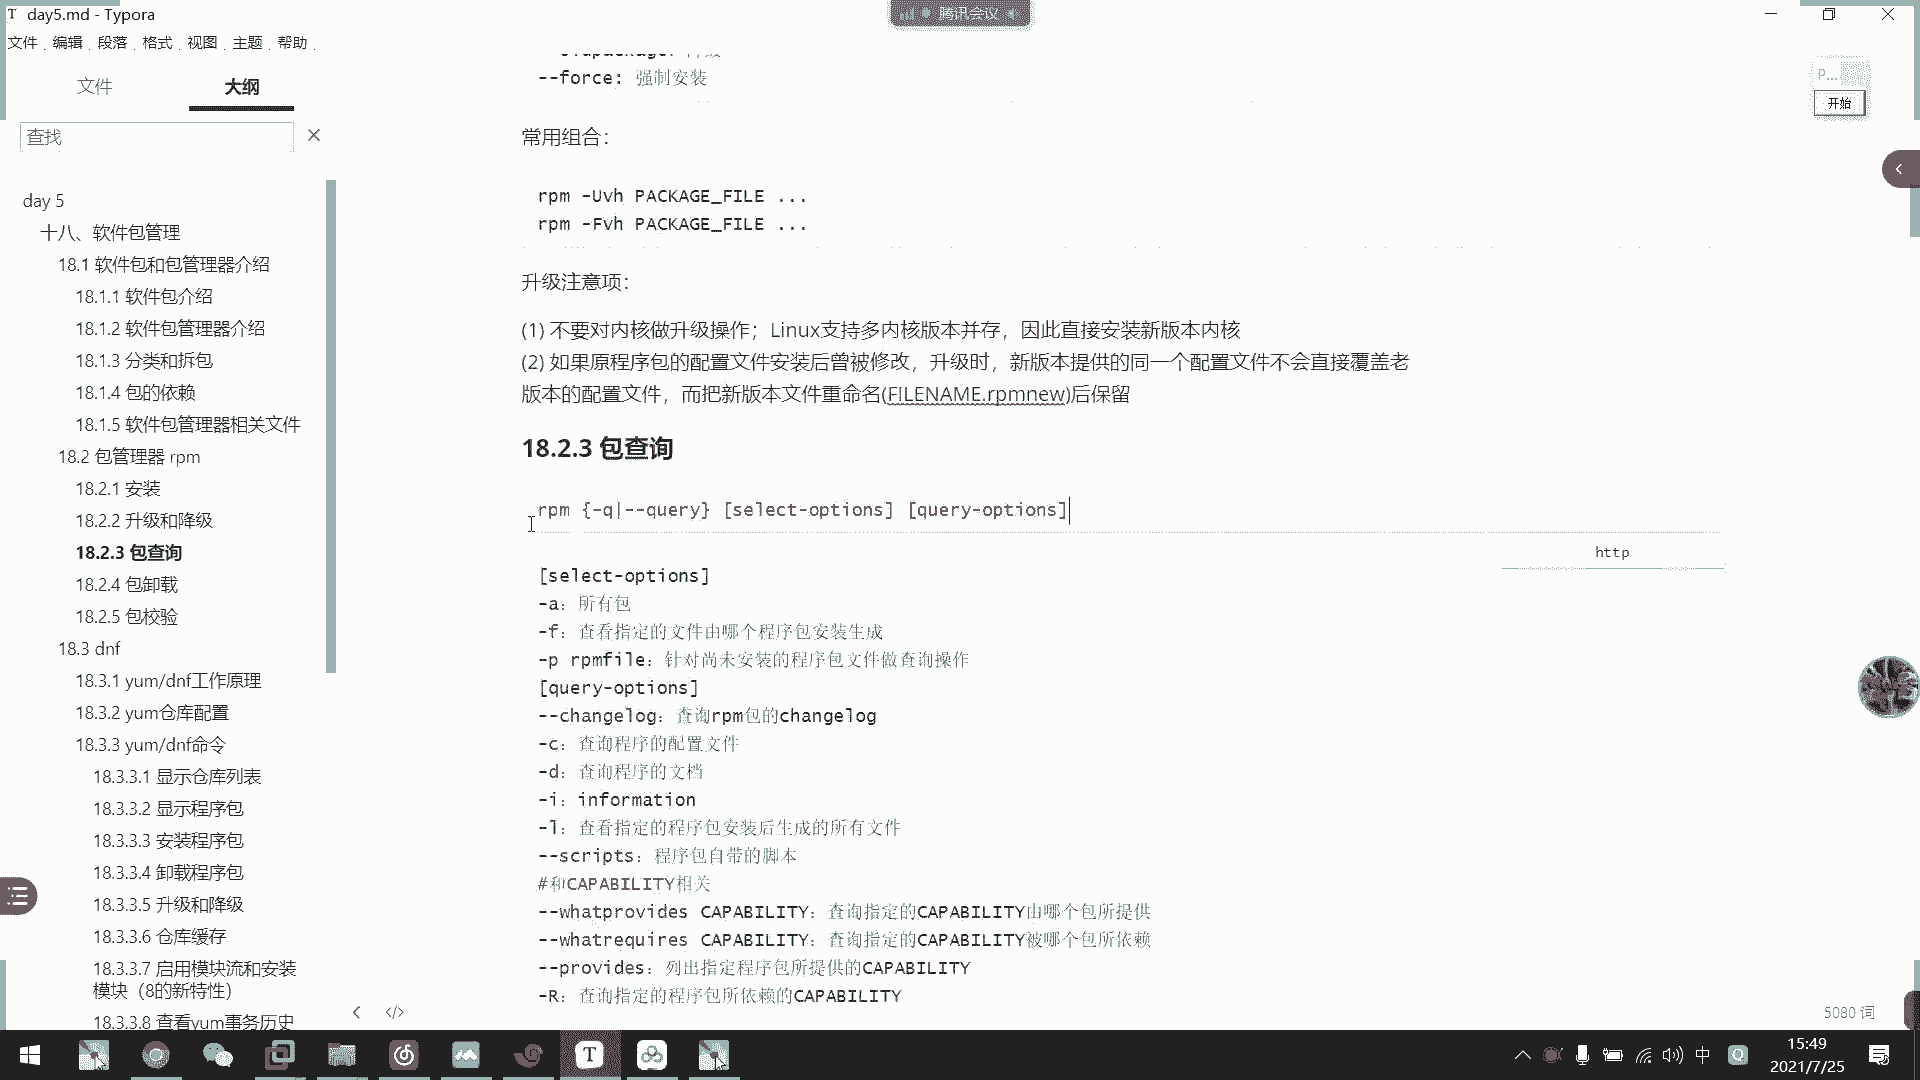 day5.md - Typora
腾讯会议
文件 编辑 段落 格式 视图 主题 帮助
文件 大纲
查找
day 5
十八、软件包管理
18.1 软件包和包管理器介绍
18.1.1 软件包介绍
18.1.2 软件包管理器介绍
18.1.3 分类和拆包
18.1.4 包的依赖
18.1.5 软件包管理器相关文件
18.2 包管理器 rpm
18.2.1 安装
18.2.2 升级和降级
18.2.3 包查询
18.2.4 包卸载
18.2.5 包校验
18.3 dnf
18.3.1 yum/dnf工作原理
18.3.2 yum仓库配置
18.3.3 yum/dnf命令
18.3.3.1 显示仓库列表
18.3.3.2 显示程序包
18.3.3.3 安装程序包
18.3.3.4 卸载程序包
18.3.3.5 升级和降级
18.3.3.6 仓库缓存
18.3.3.7 启用模块流和安装
模块（8的新特性）
18.3.3.8 查看yum事务历史
--force: 强制安装
常用组合：
rpm -Uvh PACKAGE_FILE ...
rpm -Fvh PACKAGE_FILE ...
升级注意项：
(1) 不要对内核做升级操作；Linux支持多内核版本并存，因此直接安装新版本内核
(2) 如果原程序包的配置文件安装后曾被修改，升级时，新版本提供的同一个配置文件不会直接覆盖老
版本的配置文件，而把新版本文件重命名(FILENAME.rpmnew)后保留
18.2.3 包查询
rpm {-q|--query} [select-options] [query-options]
http
[select-options]
-a：所有包
-f：查看指定的文件由哪个程序包安装生成
-p rpmfile：针对尚未安装的程序包文件做查询操作
[query-options]
--changelog：查询rpm包的changelog
-c：查询程序的配置文件
-d：查询程序的文档
-i：information
-l：查看指定的程序包安装后生成的所有文件
--scripts：程序包自带的脚本
#和CAPABILITY相关
--whatprovides CAPABILITY：查询指定的CAPABILITY由哪个包所提供
--whatrequires CAPABILITY：查询指定的CAPABILITY被哪个包所依赖
--provides：列出指定程序包所提供的CAPABILITY
-R：查询指定的程序包所依赖的CAPABILITY
P...
开始
5080 词
中
15:49
2021/7/25